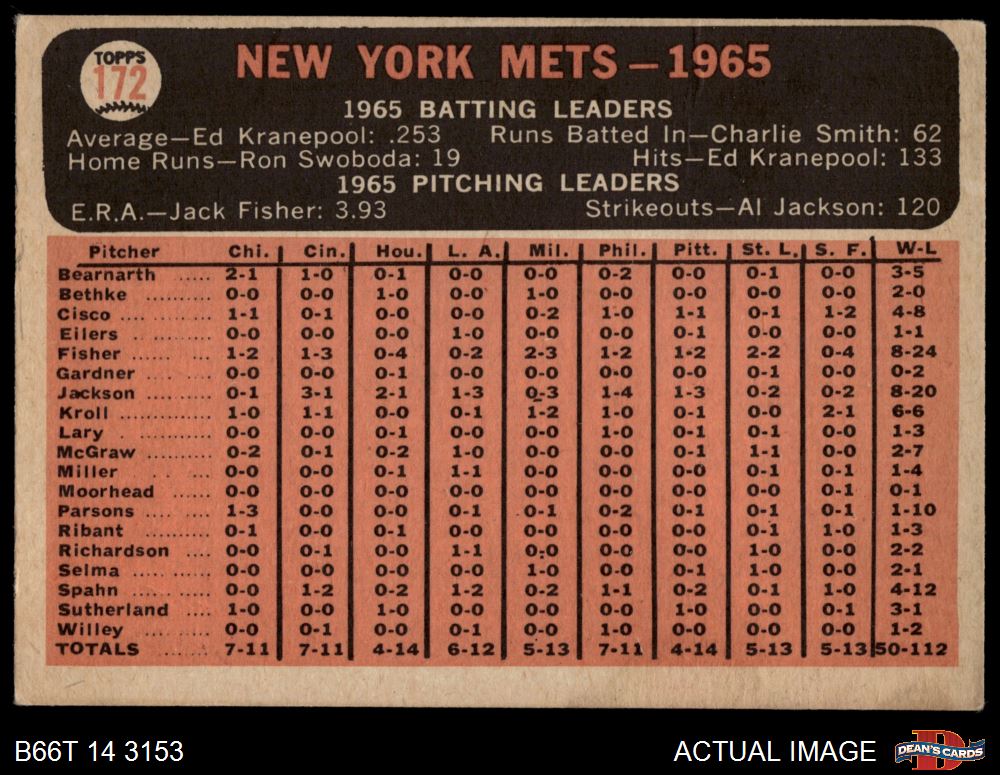 TOPPS
172
NEW YORK METS — 1965
1965 BATTING LEADERS
Average—Ed Kranepool: .253 Runs Batted In—Charlie Smith: 62
Home Runs—Ron Swoboda: 19 Hits—Ed Kranepool: 133
1965 PITCHING LEADERS
E.R.A.—Jack Fisher: 3.93 Strikeouts—Al Jackson: 120
Pitcher Chi. Cin. Hou. L. A. Mil. Phil. Pitt. St. L. S. F. W-L
Bearnarth ..... 2-1 1-0 0-1 0-0 0-0 0-2 0-0 0-1 0-0 3-5
Bethke .......... 0-0 0-0 1-0 0-0 1-0 0-0 0-0 0-0 0-0 2-0
Cisco .... ........ 1-1 0-1 0-0 0-0 0-2 1-0 1-1 0-1 1-2 4-8
Eilers ........... 0-0 0-0 0-0 1-0 0-0 0-0 0-1 0-0 0-0 1-1
Fisher ...... ... 1-2 1-3 0-4 0-2 2-3 1-2 1-2 2-2 0-4 8-24
Gardner .... .... 0-0 0-0 0-1 0-0 0-0 0-0 0-0 0-1 0-0 0-2
Jackson ......... 0-1 3-1 2-1 1-3 0-3 1-4 1-3 0-2 0-2 8-20
Kroll ............. 1-0 1-1 0-0 0-1 1-2 1-0 0-1 0-0 2-1 6-6
Lary . .......... 0-0 0-0 0-1 0-0 0-0 1-0 0-1 0-1 0-0 1-3
McGraw ......... 0-2 0-1 0-2 1-0 0-0 0-0 0-1 1-1 0-0 2-7
Miller .. . .... 0-0 0-0 0-1 1-1 0-0 0-0 0-0 0-1 0-1 1-4
Moorhead ...... 0-0 0-0 0-0 0-0 0-0 0-0 0-0 0-0 0-1 0-1
Parsons .... .... 1-3 0-0 0-0 0-1 0-1 0-2 0-1 0-1 0-1 1-10
Ribant .......... 0-1 0-0 0-1 0-0 0-0 0-0 0-0 0-1 1-0 1-3
Richardson .... 0-0 0-1 0-0 1-1 0-0 0-0 0-0 1-0 0-0 2-2
Selma .... ...... 0-0 0-0 0-0 0-0 1-0 0-0 0-1 1-0 0-0 2-1
Spahn .......... 0-0 1-2 0-2 1-2 0-2 1-1 0-2 0-1 1-0 4-12
Sutherland .... 1-0 0-0 1-0 0-0 0-0 0-0 1-0 0-0 0-1 3-1
Willey .......... 0-0 0-1 0-0 0-1 0-0 1-0 0-0 0-0 0-0 1-2
TOTALS ...... 7-11 7-11 4-14 6-12 5-13 7-11 4-14 5-13 5-13 50-112
B66T 14 3153 ACTUAL IMAGE D DEAN'S CARDS